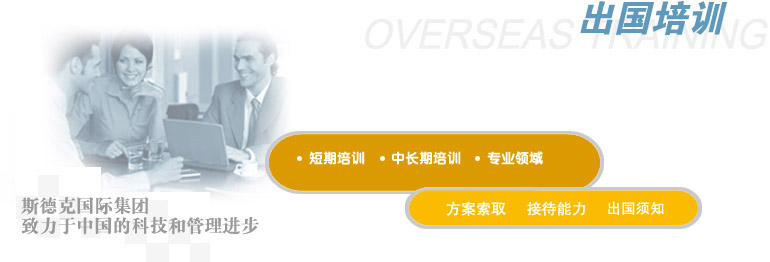 出国培训
OVERSEAS TRAINING
• 短期培训 • 中长期培训 • 专业领域
方案索取 接待能力 出国须知
斯德克国际集团
致力于中国的科技和管理进步